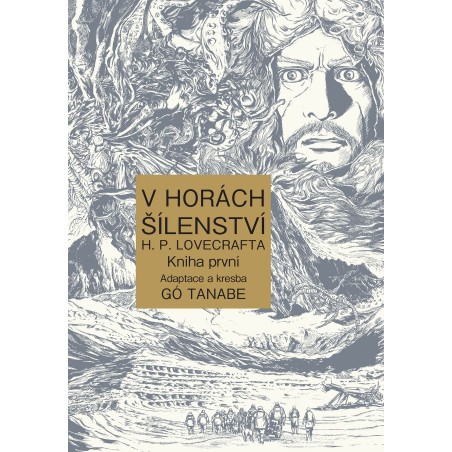 V HORÁCH
ŠÍLENSTVÍ
H. P. LOVECRAFTA
Kniha první
Adaptace a kresba
GÓ TANABE